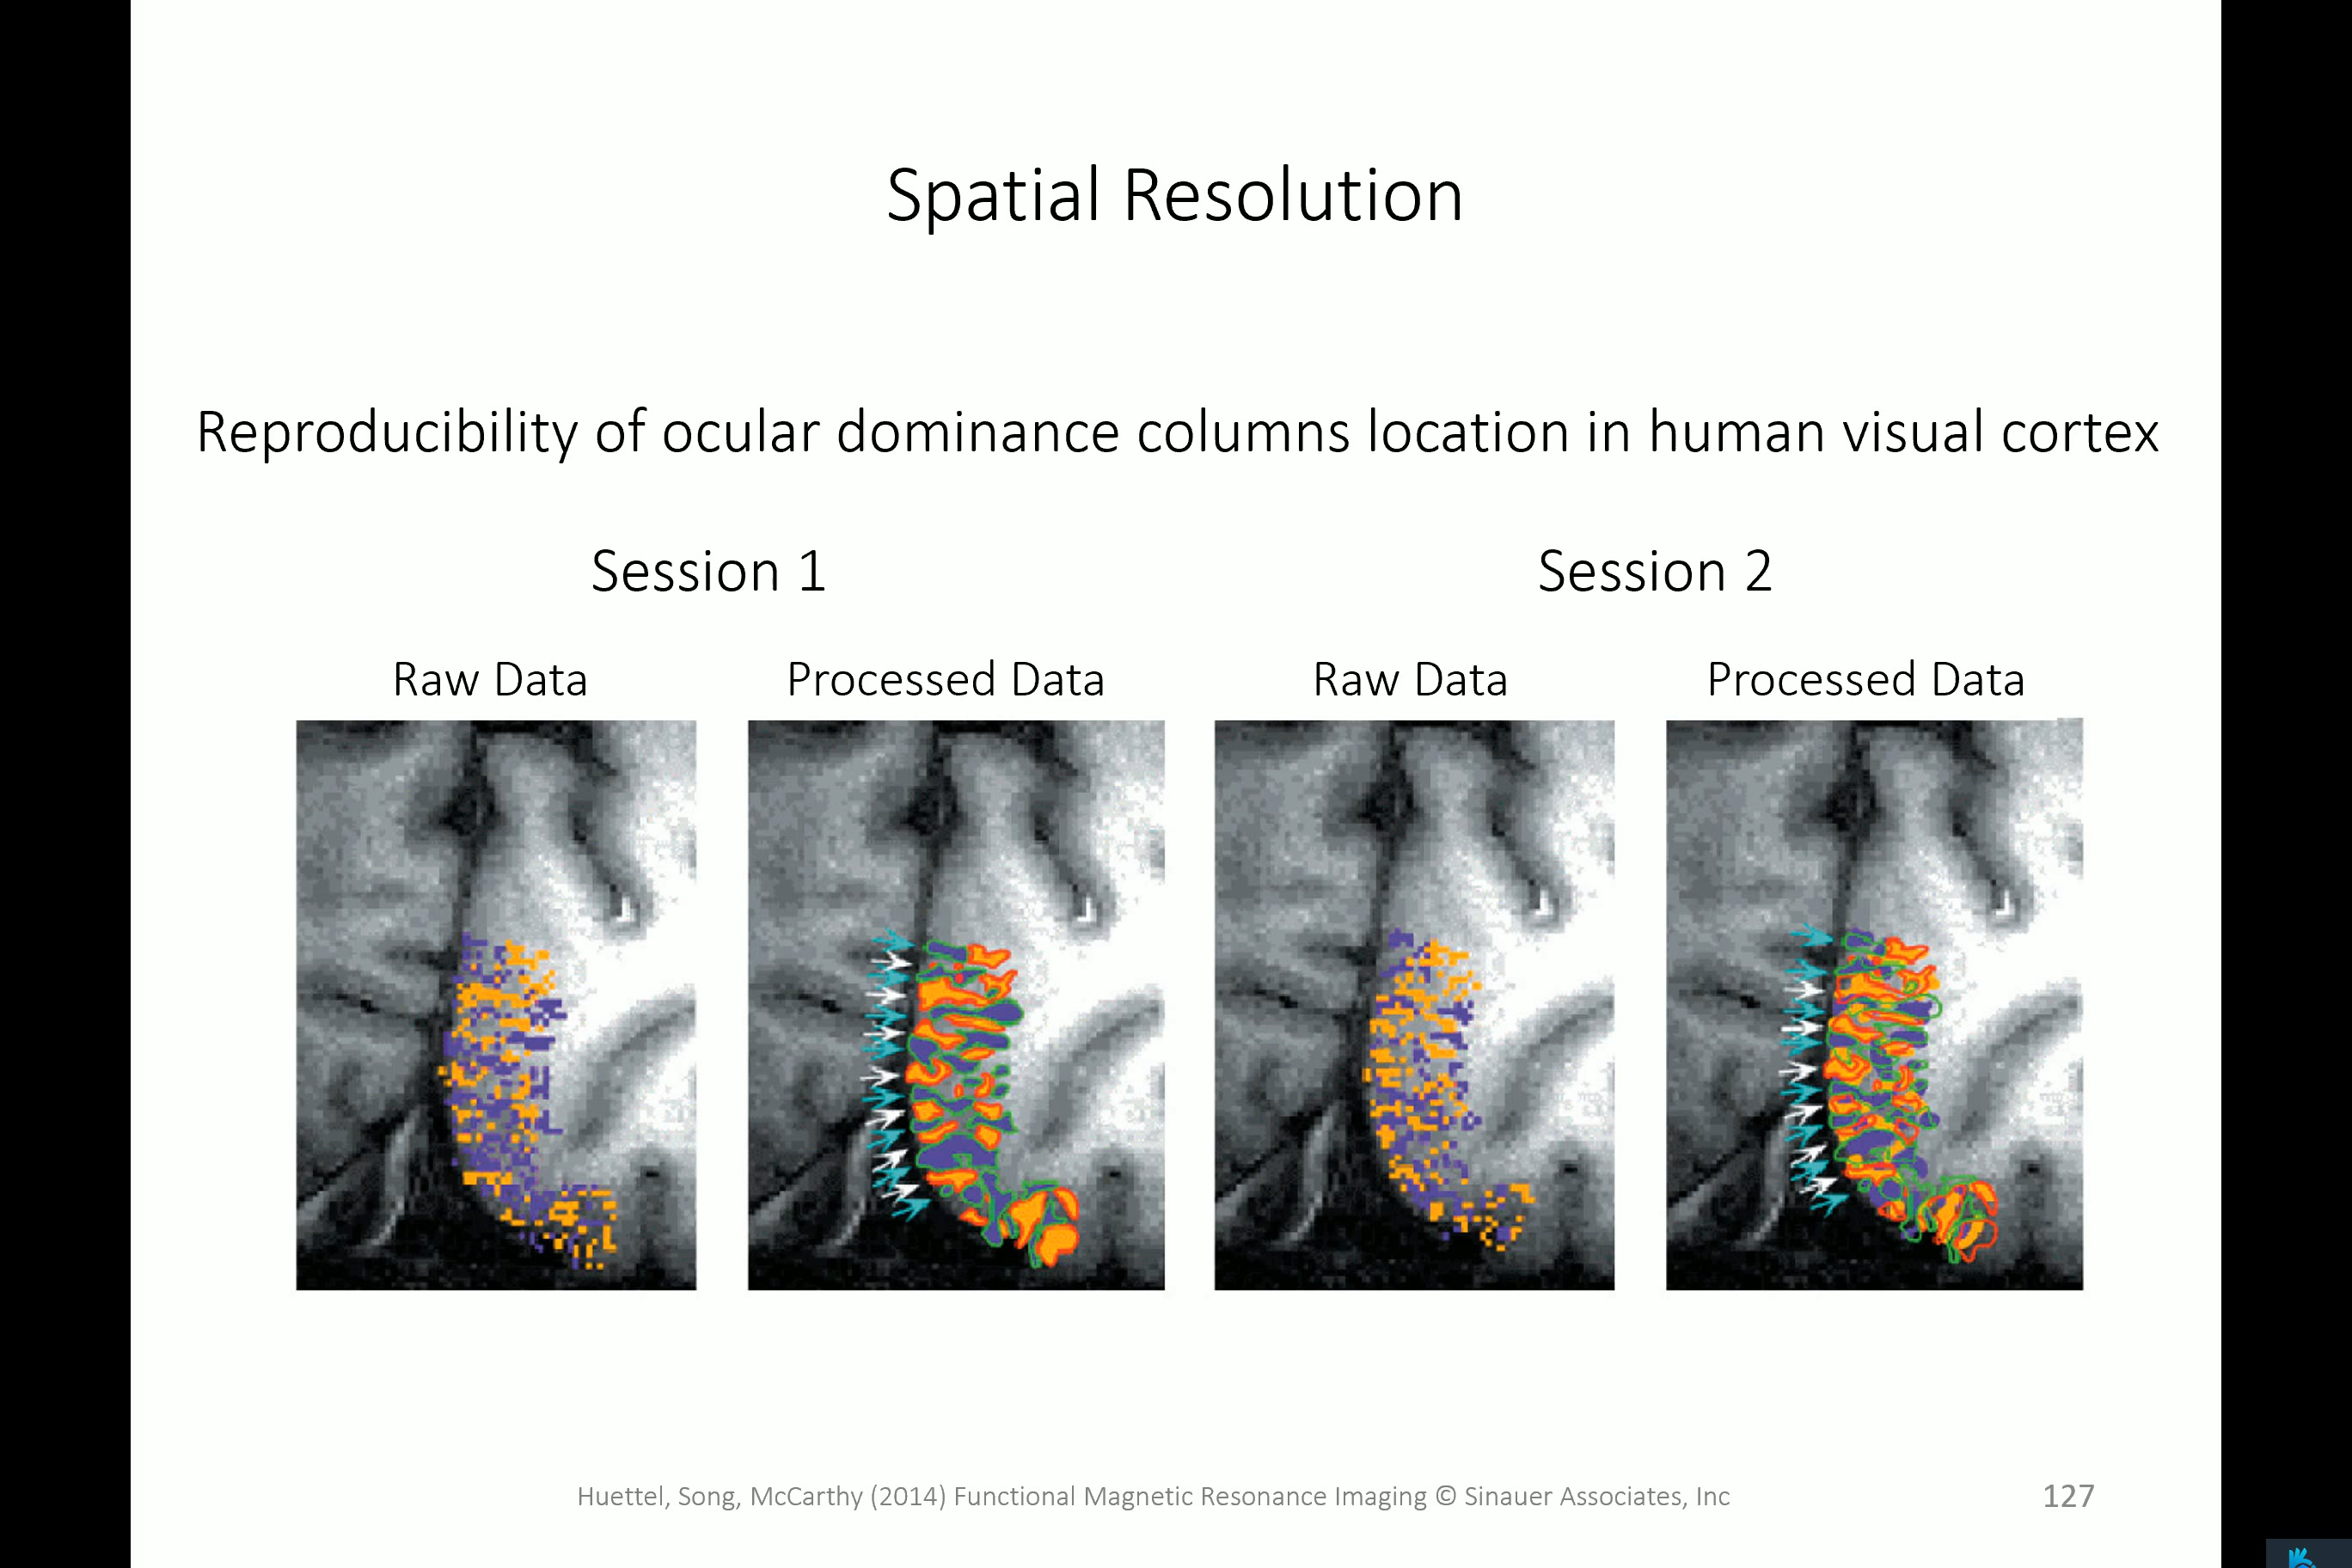 Spatial Resolution
Reproducibility of ocular dominance columns location in human visual cortex
Session 1
Session 2
Raw Data
Processed Data
Raw Data
Processed Data
Huettel, Song, McCarthy (2014) Functional Magnetic Resonance Imaging © Sinauer Associates, Inc
127